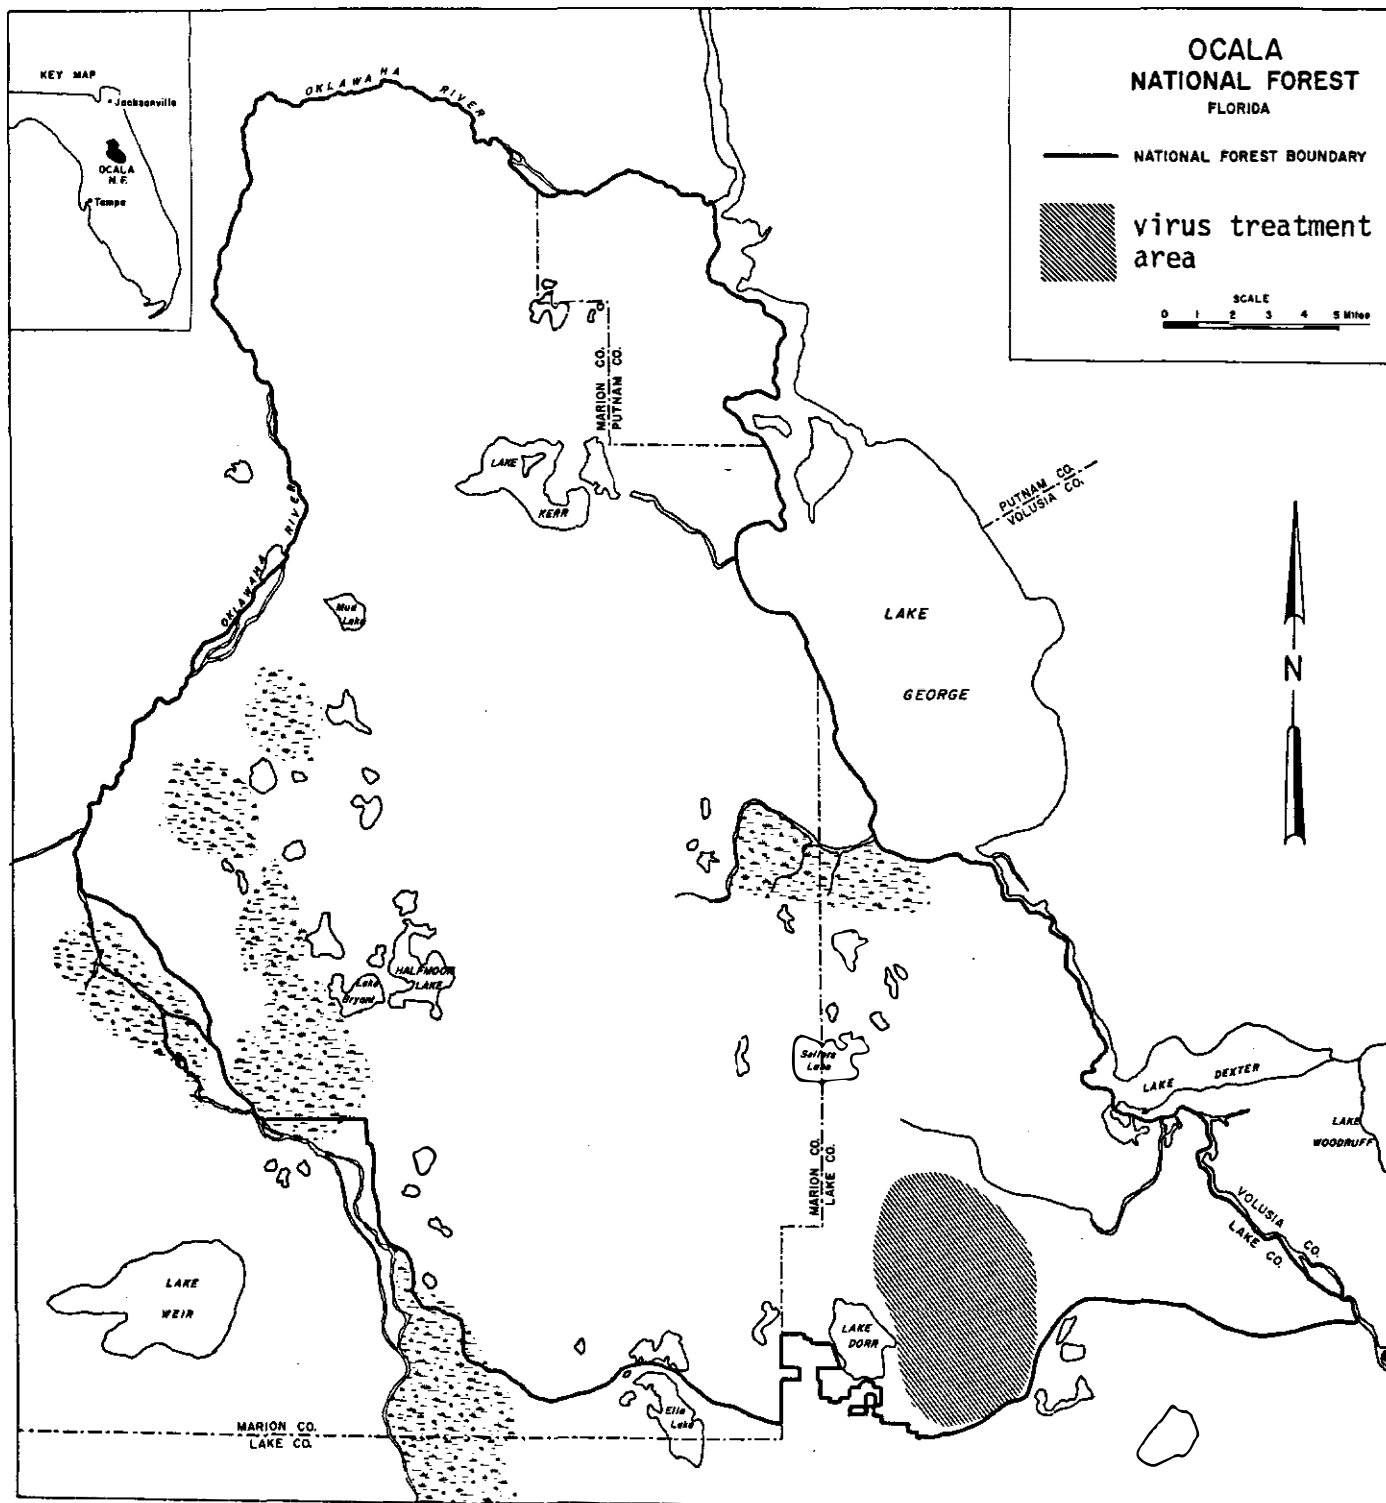 KEY MAP
Jacksonville
OCALA
N.F.
Tampa
OKLAWAHA RIVER
OCALA
NATIONAL FOREST
FLORIDA
NATIONAL FOREST BOUNDARY
virus treatment
area
SCALE
0 1 2 3 4 5 Miles
MARION CO.
PUTNAM CO.
LAKE
KERR
PUTNAM CO.
VOLUSIA CO.
OKLAWAHA RIVER
Mud
Lake
LAKE
GEORGE
N
HALFMOON
LAKE
Lake
Bryant
Sellers
Lake
LAKE DEXTER
LAKE
WOODRUFF
MARION CO.
LAKE CO.
VOLUSIA CO.
LAKE CO.
LAKE
WEIR
LAKE
DORR
Ella
Lake
MARION CO.
LAKE CO.